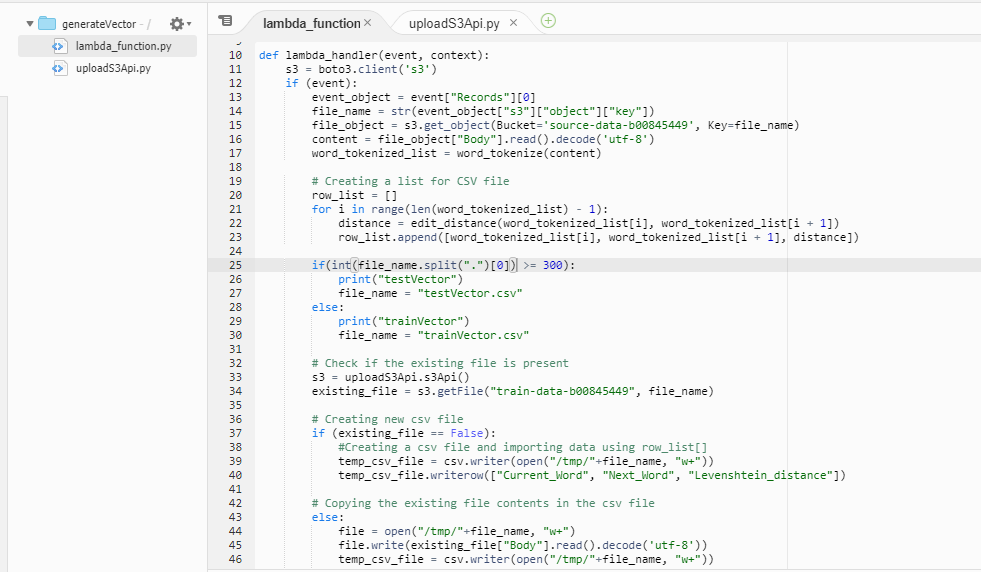 generateVector - /
lambda_function.py
uploadS3Api.py
lambda_function ×
uploadS3Api.py ×
10 def lambda_handler(event, context):
11 s3 = boto3.client('s3')
12 if (event):
13 event_object = event["Records"][0]
14 file_name = str(event_object["s3"]["object"]["key"])
15 file_object = s3.get_object(Bucket='source-data-b00845449', Key=file_name)
16 content = file_object["Body"].read().decode('utf-8')
17 word_tokenized_list = word_tokenize(content)
18
19 # Creating a list for CSV file
20 row_list = []
21 for i in range(len(word_tokenized_list) - 1):
22 distance = edit_distance(word_tokenized_list[i], word_tokenized_list[i + 1])
23 row_list.append([word_tokenized_list[i], word_tokenized_list[i + 1], distance])
24
25 if(int(file_name.split(".")[0]) >= 300):
26 print("testVector")
27 file_name = "testVector.csv"
28 else:
29 print("trainVector")
30 file_name = "trainVector.csv"
31
32 # Check if the existing file is present
33 s3 = uploadS3Api.s3Api()
34 existing_file = s3.getFile("train-data-b00845449", file_name)
35
36 # Creating new csv file
37 if (existing_file == False):
38 #Creating a csv file and importing data using row_list[]
39 temp_csv_file = csv.writer(open("/tmp/"+file_name, "w+"))
40 temp_csv_file.writerow(["Current_Word", "Next_Word", "Levenshtein_distance"])
41
42 # Copying the existing file contents in the csv file
43 else:
44 file = open("/tmp/"+file_name, "w+")
45 file.write(existing_file["Body"].read().decode('utf-8'))
46 temp_csv_file = csv.writer(open("/tmp/"+file_name, "w+"))